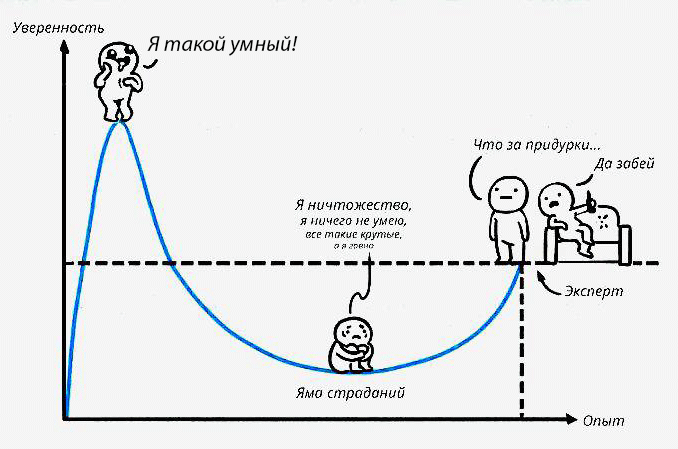 Уверенность
Я такой умный!
Что за придурки...
Да забей
Я ничтожество,
я ничего не умею,
все такие крутые,
а я говно
Эксперт
Яма страданий
Опыт